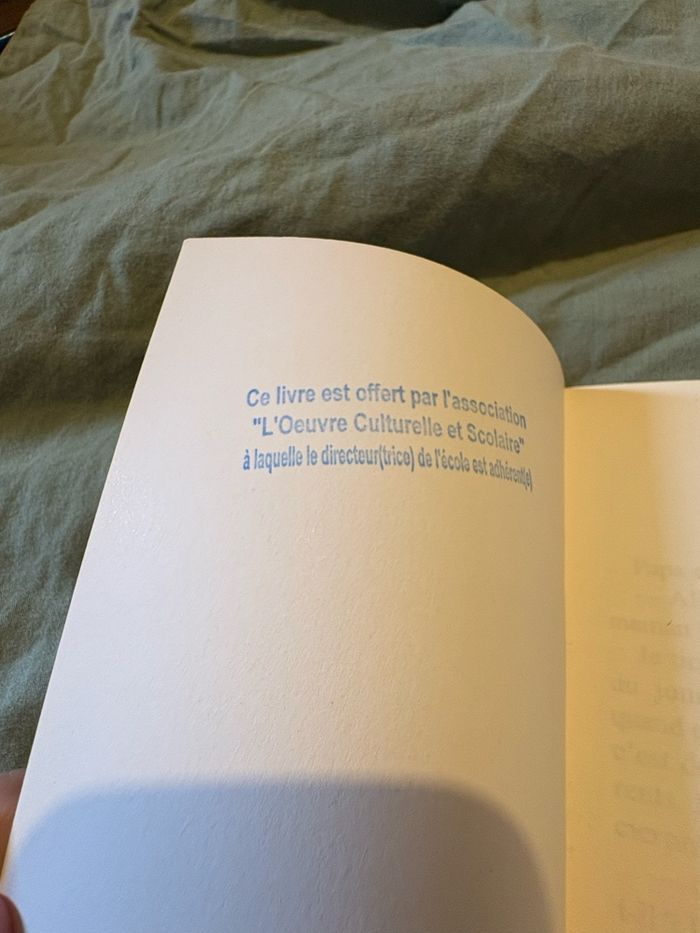 Ce livre est offert par l'association
"L'Oeuvre Culturelle et Scolaire"
à laquelle le directeur(trice) de l'école est adhérent(e)